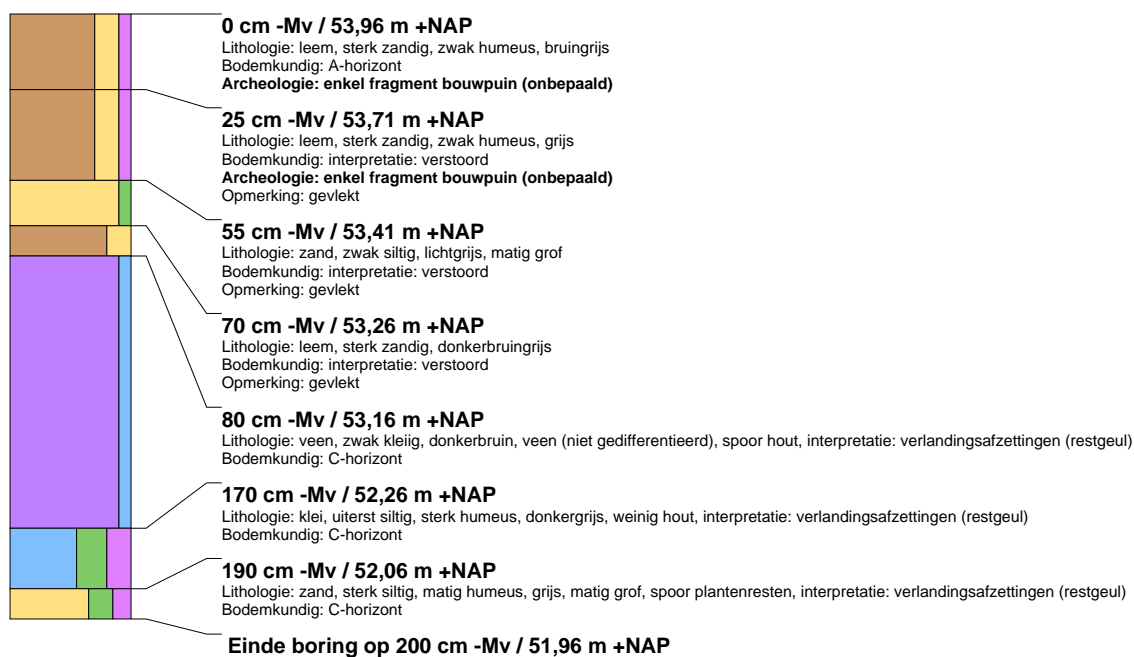 0 cm -Mv / 53,96 m +NAP
Lithologie: leem, sterk zandig, zwak humeus, bruingrijs
Bodemkundig: A-horizont
Archeologie: enkel fragment bouwpuin (onbepaald)
25 cm -Mv / 53,71 m +NAP
Lithologie: leem, sterk zandig, zwak humeus, grijs
Bodemkundig: interpretatie: verstoord
Archeologie: enkel fragment bouwpuin (onbepaald)
Opmerking: gevlekt
55 cm -Mv / 53,41 m +NAP
Lithologie: zand, zwak siltig, lichtgrijs, matig grof
Bodemkundig: interpretatie: verstoord
Opmerking: gevlekt
70 cm -Mv / 53,26 m +NAP
Lithologie: leem, sterk zandig, donkerbruingrijs
Bodemkundig: interpretatie: verstoord
Opmerking: gevlekt
80 cm -Mv / 53,16 m +NAP
Lithologie: veen, zwak kleiig, donkerbruin, veen (niet gedifferentieerd), spoor hout, interpretatie: verlandingsafzettingen (restgeul)
Bodemkundig: C-horizont
170 cm -Mv / 52,26 m +NAP
Lithologie: klei, uiterst siltig, sterk humeus, donkergrijs, weinig hout, interpretatie: verlandingsafzettingen (restgeul)
Bodemkundig: C-horizont
190 cm -Mv / 52,06 m +NAP
Lithologie: zand, sterk siltig, matig humeus, grijs, matig grof, spoor plantenresten, interpretatie: verlandingsafzettingen (restgeul)
Bodemkundig: C-horizont
Einde boring op 200 cm -Mv / 51,96 m +NAP